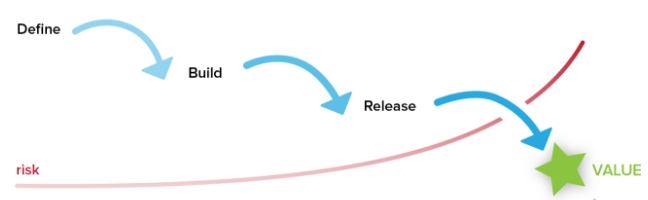 Define
Build
Release
risk
VALUE